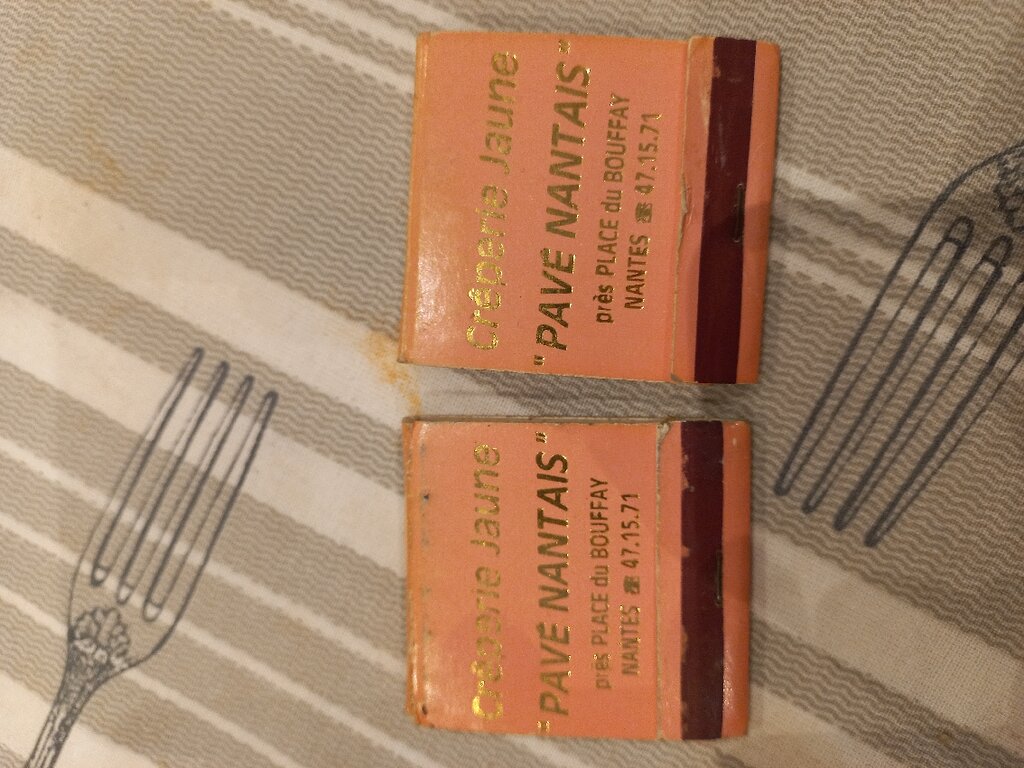 Crêperie Jaune
"PAVÉ NANTAIS"
près PLACE du BOUFFAY
NANTES ☎ 47.15.71
Crêperie Jaune
"PAVÉ NANTAIS"
près PLACE du BOUFFAY
NANTES ☎ 47.15.71